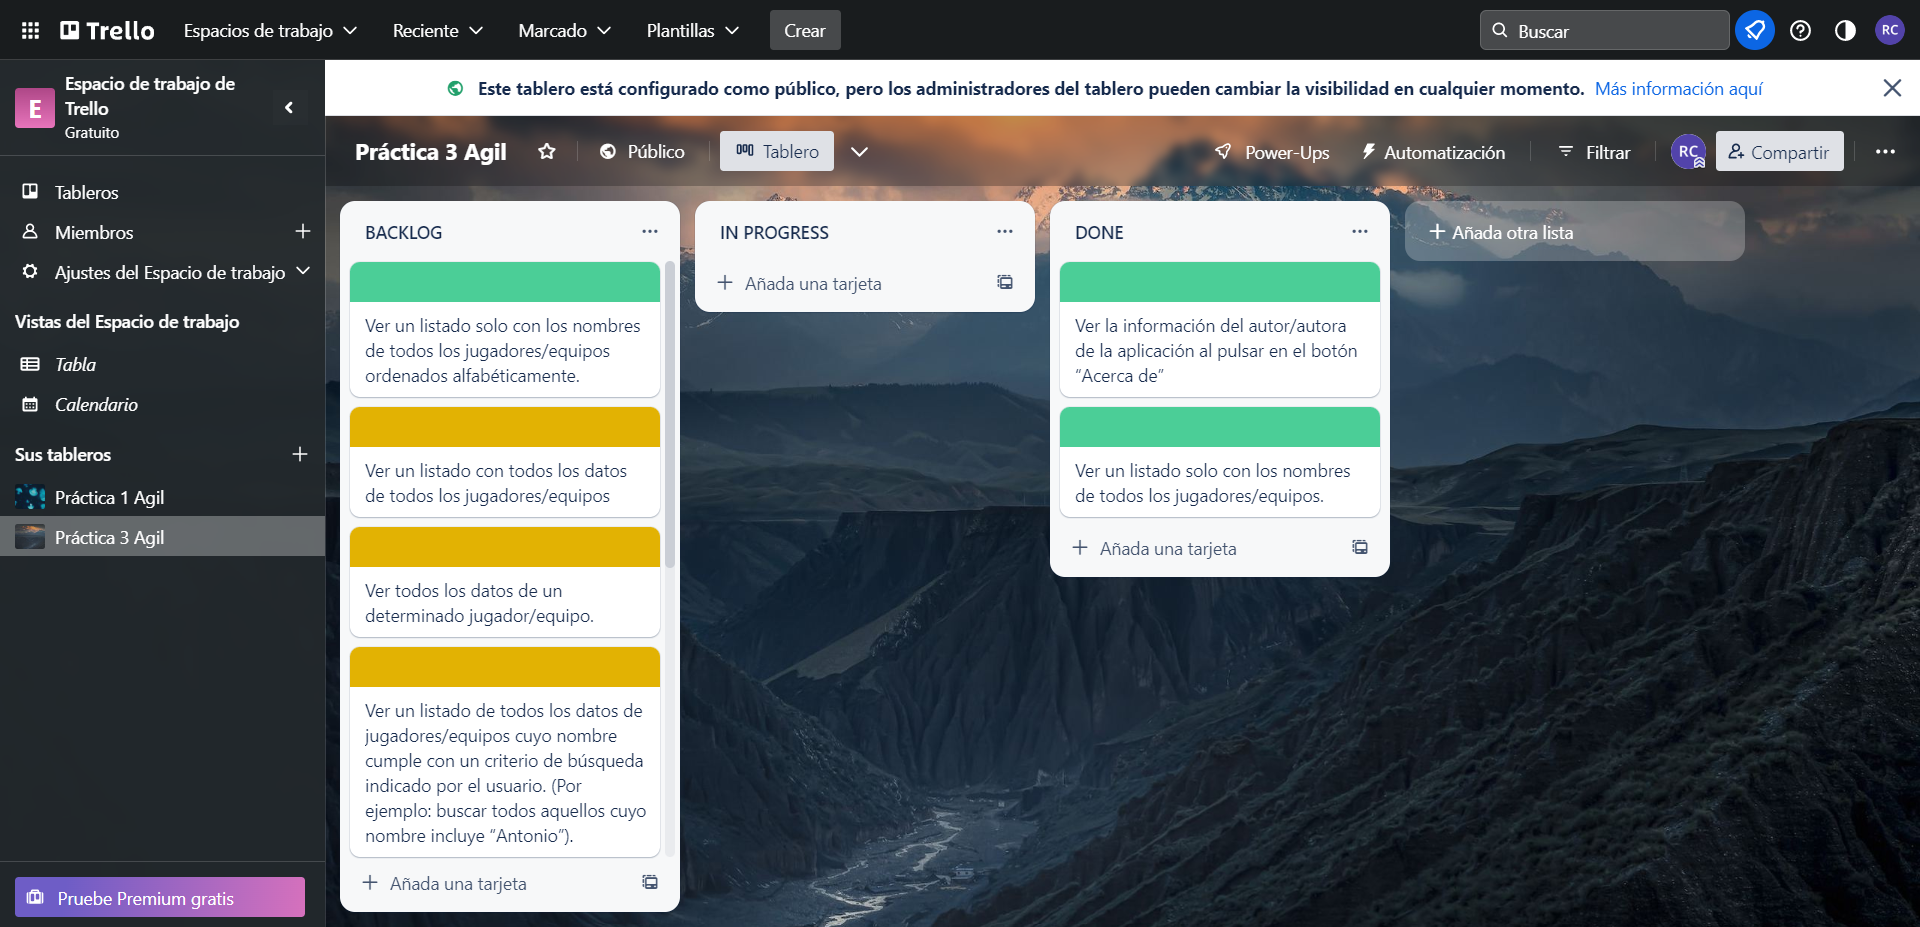 Trello
Espacios de trabajo
Reciente
Marcado
Plantillas
Crear
Buscar
RC
E
Espacio de trabajo de
Trello
Gratuito
Este tablero está configurado como público, pero los administradores del tablero pueden cambiar la visibilidad en cualquier momento. Más información aquí
Práctica 3 Agil
Público
Tablero
Power-Ups
Automatización
Filtrar
RC
Compartir
Tableros
Miembros
Ajustes del Espacio de trabajo
Vistas del Espacio de trabajo
Tabla
Calendario
Sus tableros
Práctica 1 Agil
Práctica 3 Agil
Pruebe Premium gratis
BACKLOG
Ver un listado solo con los nombres
de todos los jugadores/equipos
ordenados alfabéticamente.
Ver un listado con todos los datos
de todos los jugadores/equipos
Ver todos los datos de un
determinado jugador/equipo.
Ver un listado de todos los datos de
jugadores/equipos cuyo nombre
cumple con un criterio de búsqueda
indicado por el usuario. (Por
ejemplo: buscar todos aquellos cuyo
nombre incluye “Antonio”).
Añada una tarjeta
IN PROGRESS
Añada una tarjeta
DONE
Ver la información del autor/autora
de la aplicación al pulsar en el botón
“Acerca de”
Ver un listado solo con los nombres
de todos los jugadores/equipos.
Añada una tarjeta
Añada otra lista